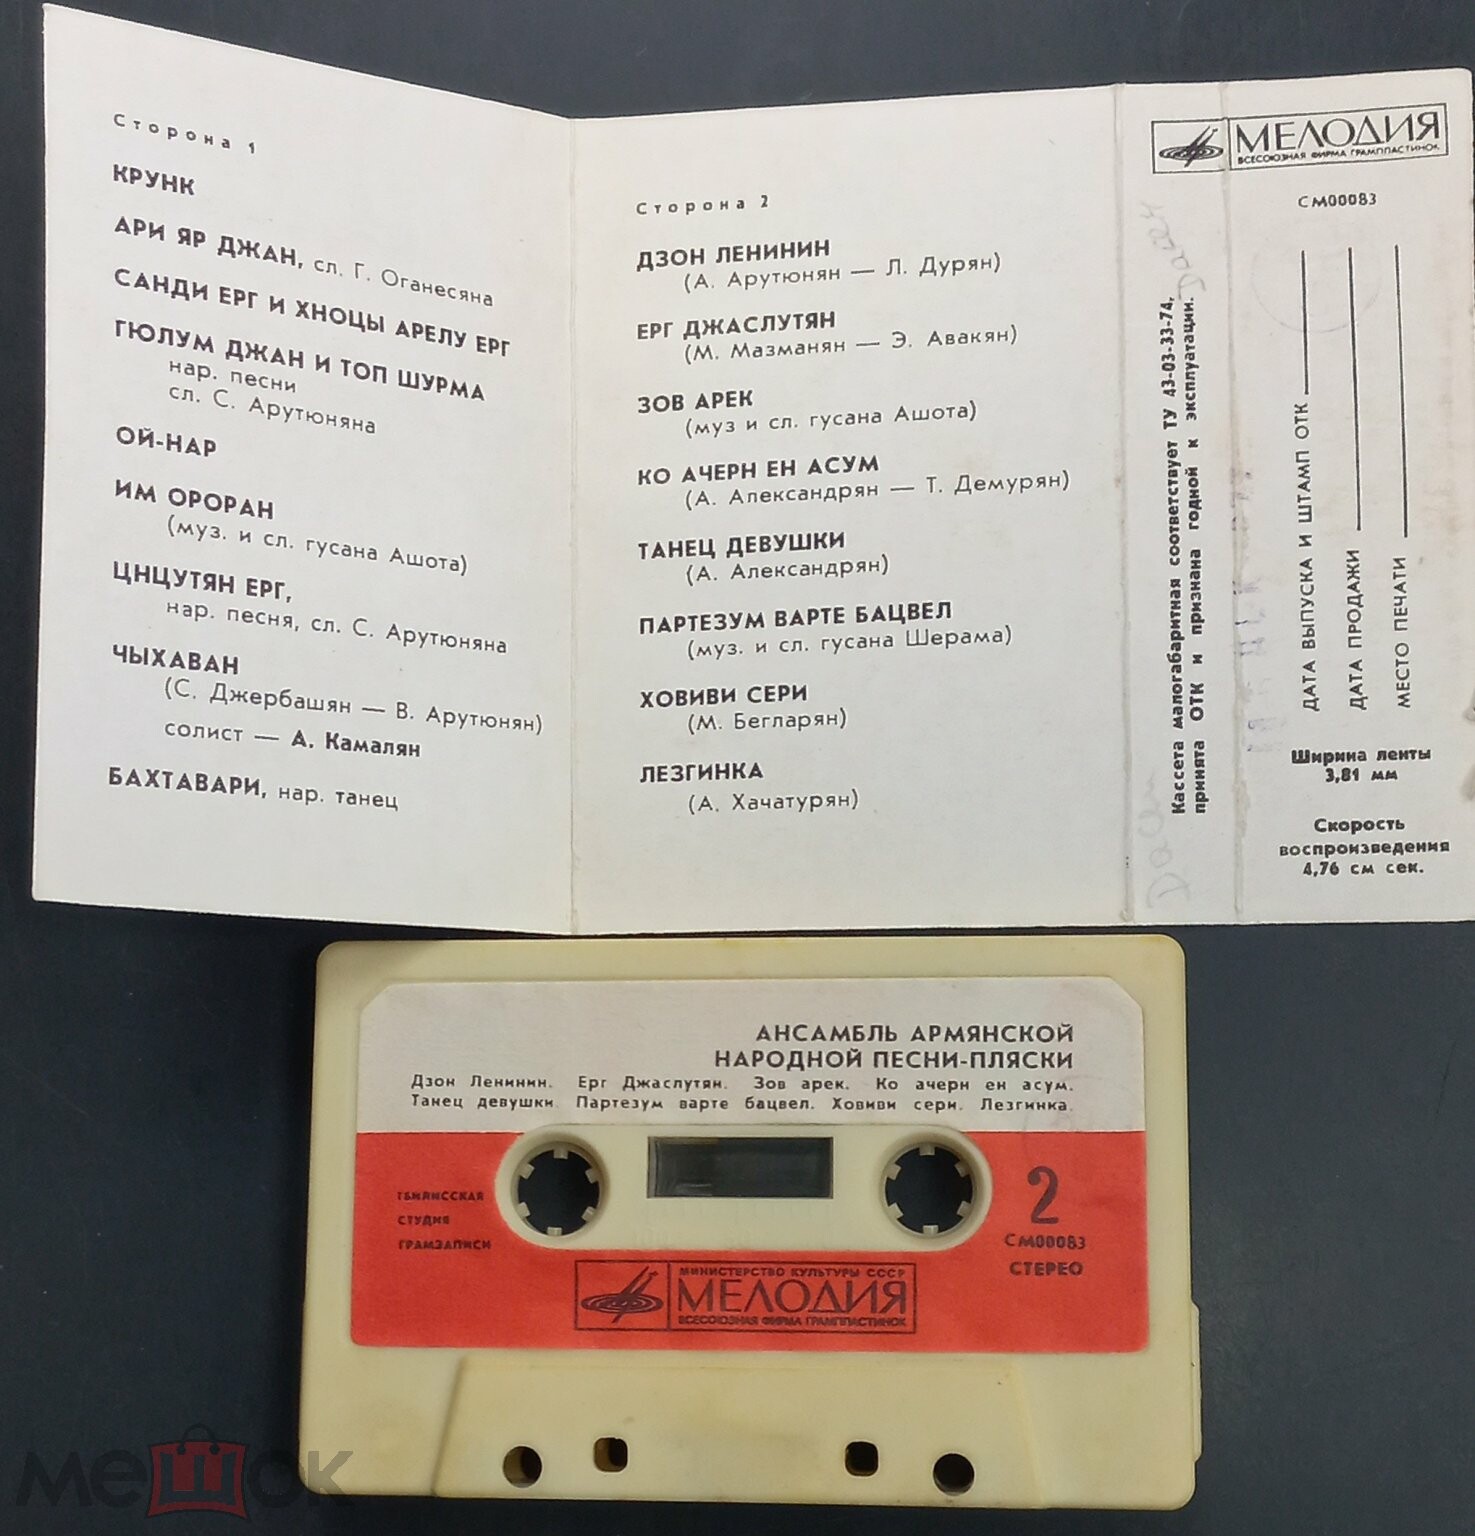 Сторона 1
КРУНК
АРИ ЯР ДЖАН, сл. Г. Оганесяна
САНДИ ЕРГ И ХНОЦЫ АРЕЛУ ЕРГ
ГЮЛУМ ДЖАН И ТОП ШУРМА
нар. песни
сл. С. Арутюняна
ОЙ-НАР
ИМ ОРОРАН
(муз. и сл. гусана Ашота)
ЦНЦУТЯН ЕРГ,
нар. песня, сл. С. Арутюняна
ЧЫХАВАН
(С. Джербашян — В. Арутюнян)
солист — А. Камалян
БАХТАВАРИ, нар. танец
Сторона 2
ДЗОН ЛЕНИНИН
(А. Арутюнян — Л. Дурян)
ЕРГ ДЖАСЛУТЯН
(М. Мазманян — Э. Авакян)
ЗОВ АРЕК
(муз и сл. гусана Ашота)
КО АЧЕРН ЕН АСУМ
(А. Александрян — Т. Демурян)
ТАНЕЦ ДЕВУШКИ
(А. Александрян)
ПАРТЕЗУМ ВАРТЕ БАЦВЕЛ
(муз. и сл. гусана Шерама)
ХОВИВИ СЕРИ
(М. Бегларян)
ЛЕЗГИНКА
(А. Хачатурян)
Кассета малогабаритная соответствует ТУ 43-03-33-74,
принята ОТК и признана годной к эксплуатации.
МЕЛОДИЯ
ВСЕСОЮЗНАЯ ФИРМА ГРАМПЛАСТИНОК
СМ00083
ДАТА ВЫПУСКА И ШТАМП ОТК
ДАТА ПРОДАЖИ
МЕСТО ПЕЧАТИ
Ширина ленты
3,81 мм
Скорость
воспроизведения
4,76 см сек.
АНСАМБЛЬ АРМЯНСКОЙ
НАРОДНОЙ ПЕСНИ-ПЛЯСКИ
Дзон Ленинин. Ерг Джаслутян. Зов арек. Ко ачерн ен асум.
Танец девушки. Партезум варте бацвел. Ховиви сери. Лезгинка.
ТБИЛИССКАЯ
СТУДИЯ
ГРАМЗАПИСИ
2
СМ00083
СТЕРЕО
МИНИСТЕРСТВО КУЛЬТУРЫ СССР
МЕЛОДИЯ
ВСЕСОЮЗНАЯ ФИРМА ГРАМПЛАСТИНОК
мешок